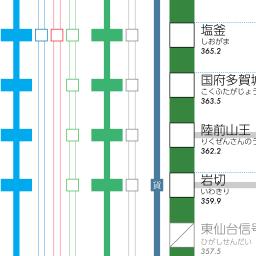 塩釜
しおがま
365.2
国府多賀城
こくふたがじょう
363.5
陸前山王
りくぜんさんのう
362.2
貨
岩切
いわきり
359.9
東仙台信号
ひがしせんだい
357.5